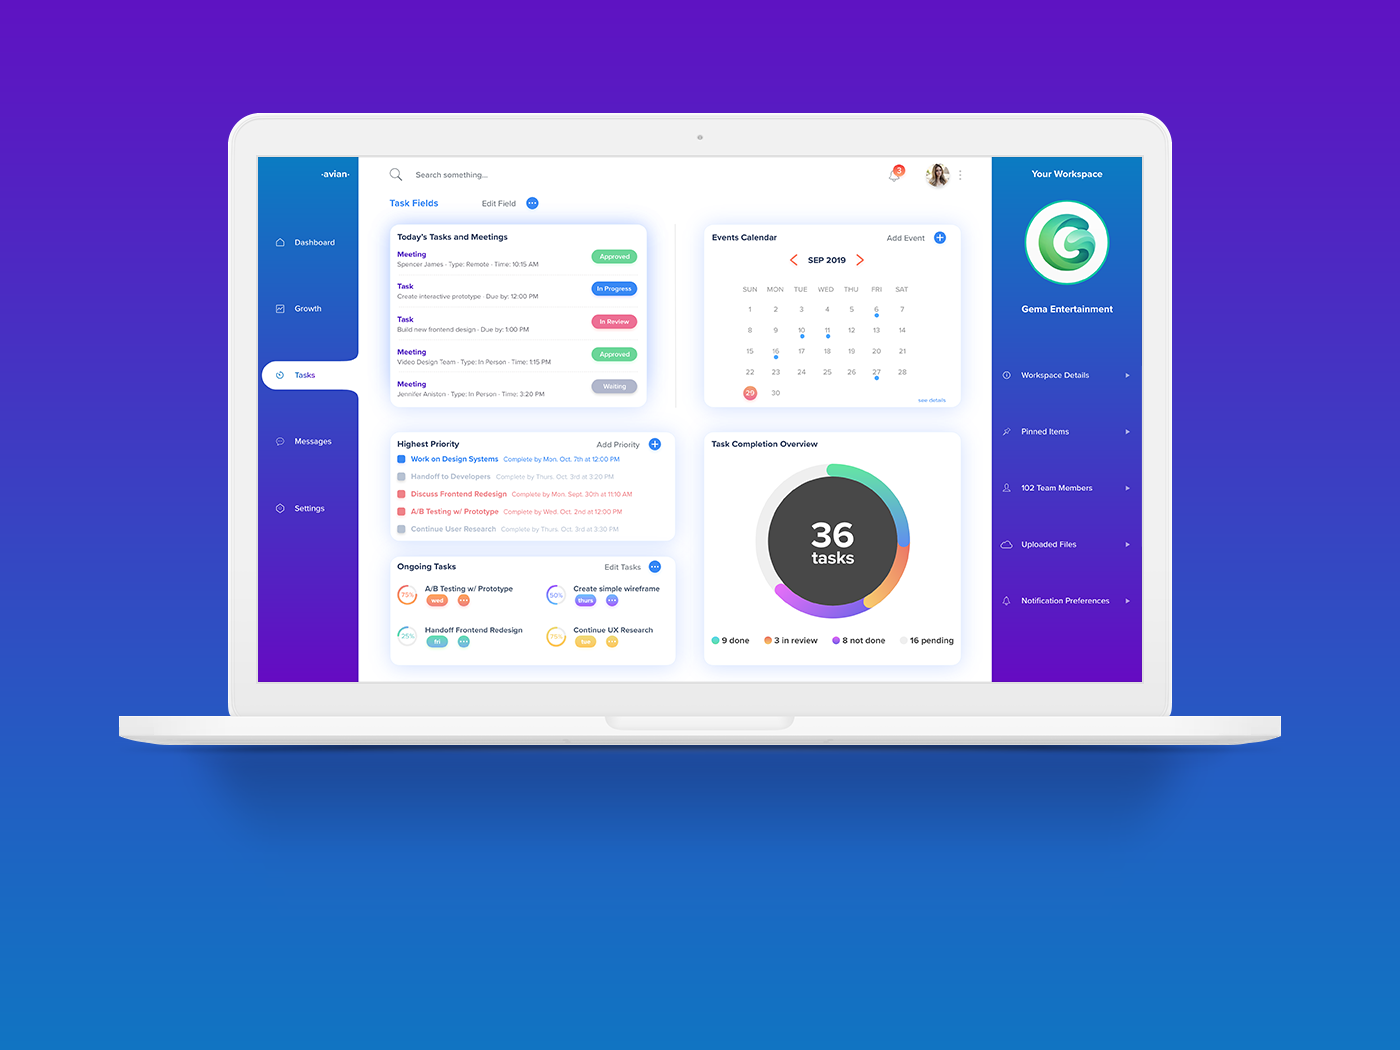 ·avian·
Dashboard
Growth
Tasks
Messages
Settings
Search something...
3
Task Fields
Edit Field
Today's Tasks and Meetings
Meeting
Spencer James · Type: Remote · Time: 10:15 AM
Approved
Task
Create interactive prototype · Due by: 12:00 PM
In Progress
Task
Build new frontend design · Due by: 1:00 PM
In Review
Meeting
Video Design Team · Type: In Person · Time: 1:15 PM
Approved
Meeting
Jennifer Aniston · Type: In Person · Time: 3:20 PM
Waiting
Events Calendar
Add Event
SEP 2019
SUN MON TUE WED THU FRI SAT
1 2 3 4 5 6 7
8 9 10 11 12 13 14
15 16 17 18 19 20 21
22 23 24 25 26 27 28
29 30
see details
Highest Priority
Add Priority
Work on Design Systems Complete by Mon. Oct. 7th at 12:00 PM
Handoff to Developers Complete by Thurs. Oct. 3rd at 3:20 PM
Discuss Frontend Redesign Complete by Mon. Sept. 30th at 11:10 AM
A/B Testing w/ Prototype Complete by Wed. Oct. 2nd at 12:00 PM
Continue User Research Complete by Thurs. Oct. 3rd at 3:30 PM
Ongoing Tasks
Edit Tasks
75%
A/B Testing w/ Prototype
wed
50%
Create simple wireframe
thurs
25%
Handoff Frontend Redesign
fri
75%
Continue UX Research
tue
Task Completion Overview
36
tasks
9 done
3 in review
8 not done
16 pending
Your Workspace
Gema Entertainment
Workspace Details
Pinned Items
102 Team Members
Uploaded Files
Notification Preferences